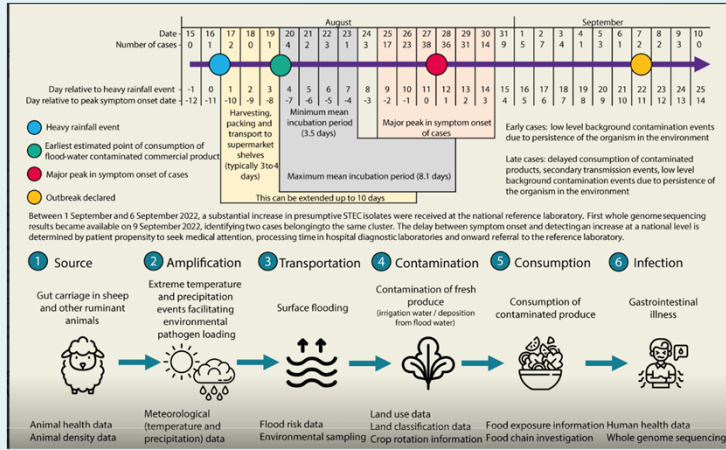 August
September
Date - 15 16 17 18 19 20 21 22 23 24 25 26 27 28 29 30 31 1 2 3 4 5 6 7 8 9 10
Number of cases - 0 1 2 0 1 4 2 3 1 3 17 23 38 36 31 14 9 5 7 4 1 3 1 2 2 3 0
Day relative to heavy rainfall event - -1 0 1 2 3 4 5 6 7 8 9 10 11 12 13 14 15 16 17 18 19 20 21 22 23 24 25
Day relative to peak symptom onset date - -12 -11 -10 -9 -8 -7 -6 -5 -4 -3 -2 -1 0 1 2 3 4 5 6 7 8 9 10 11 12 13 14
Heavy rainfall event
Earliest estimated point of consumption of
flood-water contaminated commercial product
Major peak in symptom onset of cases
Outbreak declared
Harvesting,
packing and
transport to
supermarket
shelves
(typically 3 to 4
days)
This can be extended up to 10 days
Minimum mean
incubation period
(3.5 days)
Maximum mean incubation period (8.1 days)
Major peak in symptom onset
of cases
Early cases: low level background contamination events
due to persistence of the organism in the environment
Late cases: delayed consumption of contaminated
products, secondary transmission events, low level
background contamination events due to persistence of
the organism in the environment
Between 1 September and 6 September 2022, a substantial increase in presumptive STEC isolates were received at the national reference laboratory. First whole genome sequencing
results became available on 9 September 2022, identifying two cases belonging to the same cluster. The delay between symptom onset and detecting an increase at a national level is
determined by patient propensity to seek medical attention, processing time in hospital diagnostic laboratories and onward referral to the reference laboratory.
1 Source
Gut carriage in sheep
and other ruminant
animals
Animal health data
Animal density data
2 Amplification
Extreme temperature
and precipitation
events facilitating
environmental
pathogen loading
Meteorological
(temperature and
precipitation) data
3 Transportation
Surface flooding
Flood risk data
Environmental sampling
4 Contamination
Contamination of fresh
produce
(irrigation water / deposition
from flood water)
Land use data
Land classification data
Crop rotation information
5 Consumption
Consumption of
contaminated produce
Food exposure information
Food chain investigation
6 Infection
Gastrointestinal
illness
Human health data
Whole genome sequencing